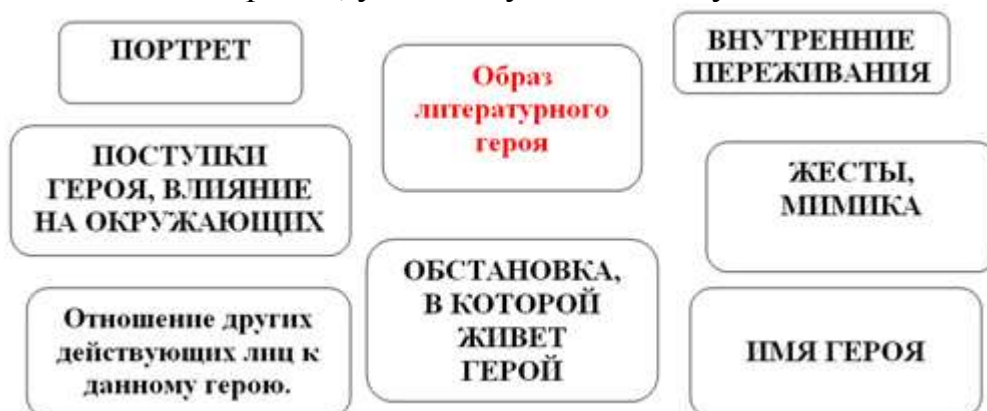 ПОРТРЕТ
Образ
литературного
героя
ВНУТРЕННИЕ
ПЕРЕЖИВАНИЯ
ПОСТУПКИ
ГЕРОЯ, ВЛИЯНИЕ
НА ОКРУЖАЮЩИХ
ЖЕСТЫ,
МИМИКА
Отношение других
действующих лиц к
данному герою.
ОБСТАНОВКА,
В КОТОРОЙ
ЖИВЕТ
ГЕРОЙ
ИМЯ ГЕРОЯ